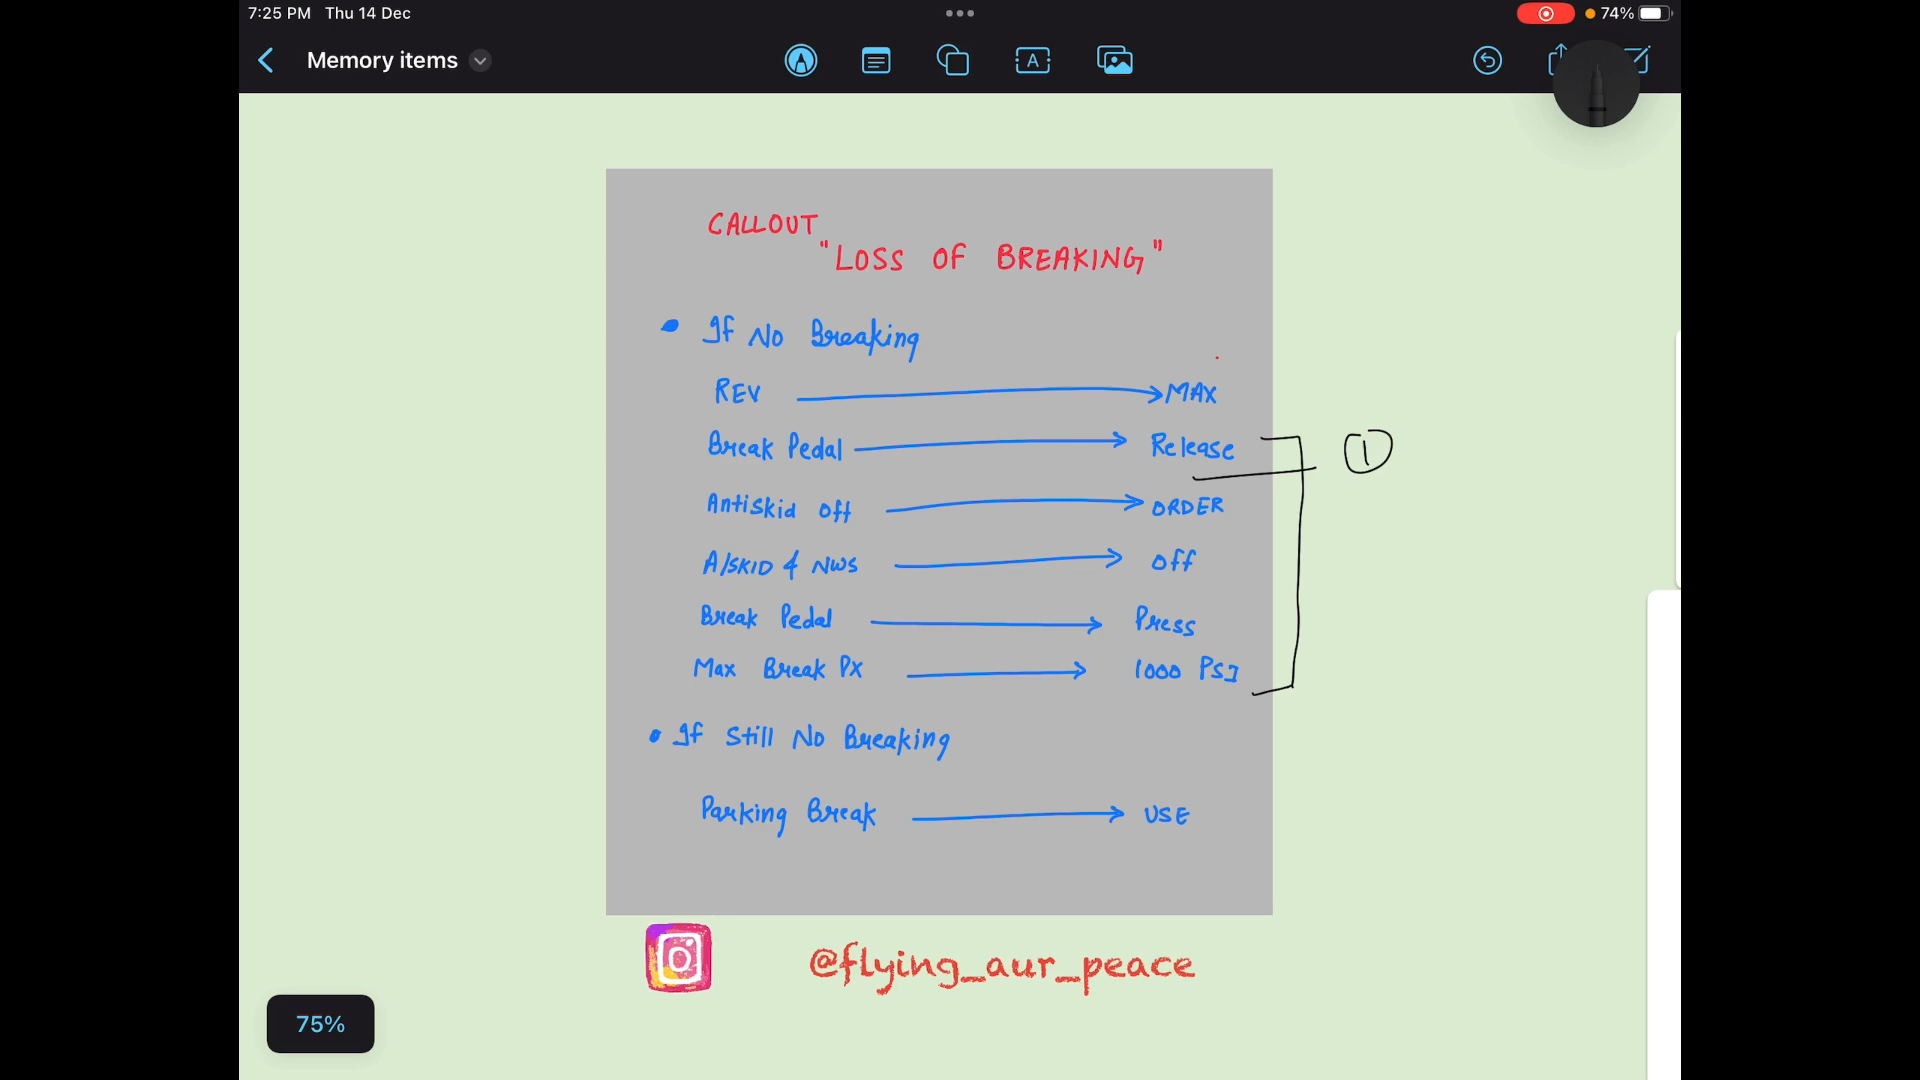 7:25 PM Thu 14 Dec
74%
Memory items
A
CALLOUT
"LOSS OF BREAKING"
• If No Breaking
REV → MAX
Break Pedal → Release
①
Antiskid off → ORDER
A/SKID & NWS → Off
Break Pedal → Press
Max Break PX → 1000 PSI
• If Still No Breaking
Parking Break → USE
@flying_aur_peace
75%